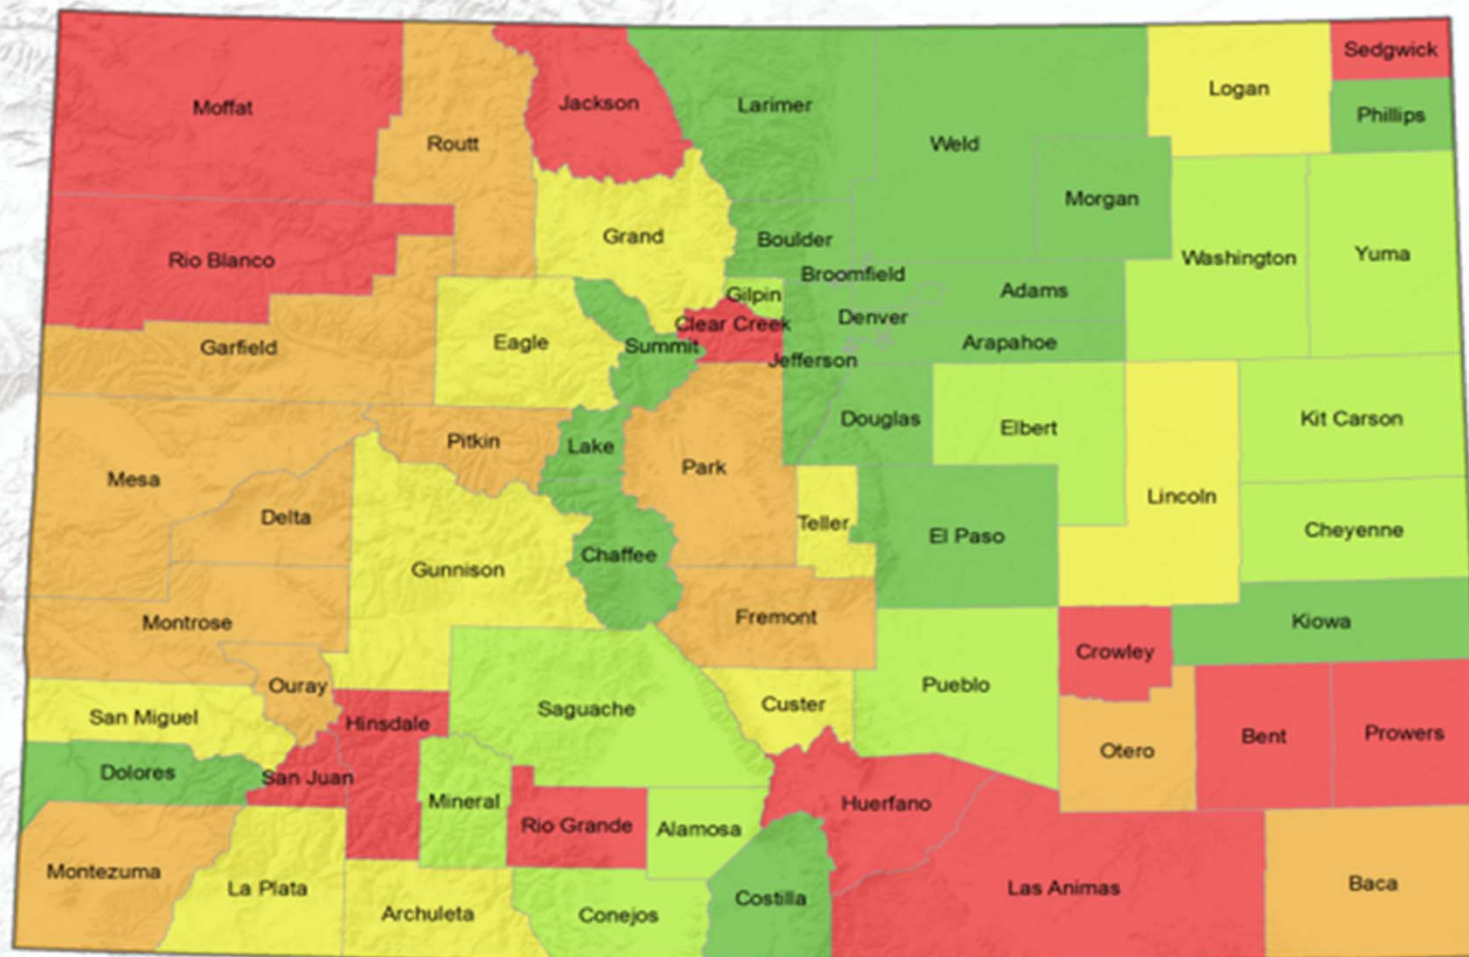 Sedgwick
Logan
Moffat
Jackson
Larimer
Phillips
Routt
Weld
Morgan
Grand
Boulder
Rio Blanco
Washington
Yuma
Broomfield
Gilpin
Adams
Denver
Clear Creek
Garfield
Eagle
Summit
Arapahoe
Jefferson
Douglas
Kit Carson
Elbert
Pitkin
Lake
Park
Mesa
Lincoln
Delta
Teller
Cheyenne
El Paso
Chaffee
Gunnison
Montrose
Fremont
Kiowa
Crowley
Ouray
Pueblo
Custer
Saguache
San Miguel
Hinsdale
Prowers
Bent
Otero
Dolores
San Juan
Mineral
Huerfano
Rio Grande
Alamosa
Montezuma
La Plata
Las Animas
Baca
Costilla
Archuleta
Conejos